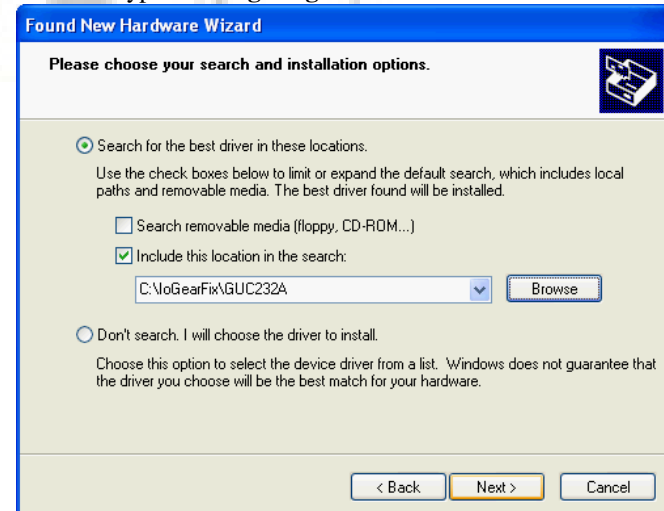 Found New Hardware Wizard
Please choose your search and installation options.
Search for the best driver in these locations.
Use the check boxes below to limit or expand the default search, which includes local
paths and removable media. The best driver found will be installed.
Search removable media (floppy, CD-ROM...)
Include this location in the search:
C:\IoGearFix\GUC232A
Browse
Don't search. I will choose the driver to install.
Choose this option to select the device driver from a list. Windows does not guarantee that
the driver you choose will be the best match for your hardware.
< Back Next > Cancel